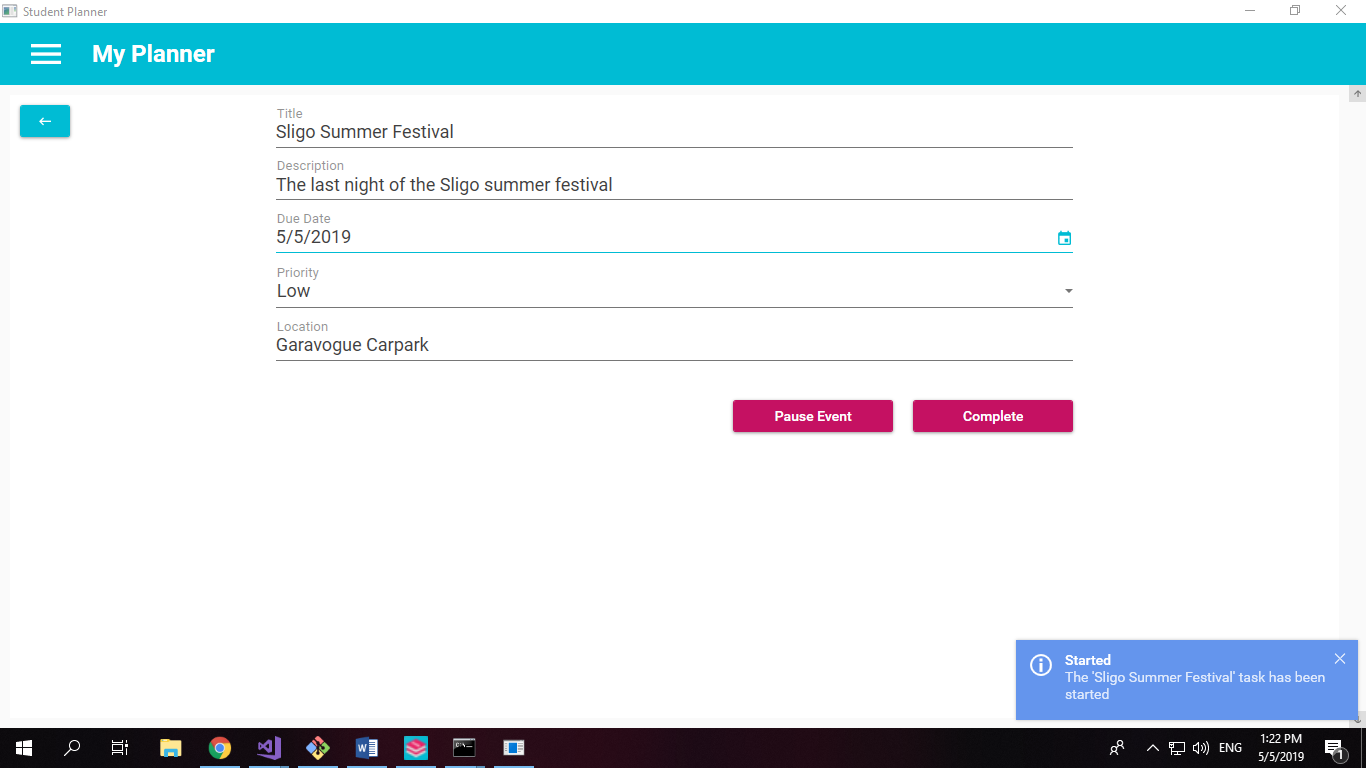 Student Planner
My Planner
Title
Sligo Summer Festival
Description
The last night of the Sligo summer festival
Due Date
5/5/2019
Priority
Low
Location
Garavogue Carpark
Pause Event
Complete
Started
The 'Sligo Summer Festival' task has been
started
ENG
1:22 PM
5/5/2019
1